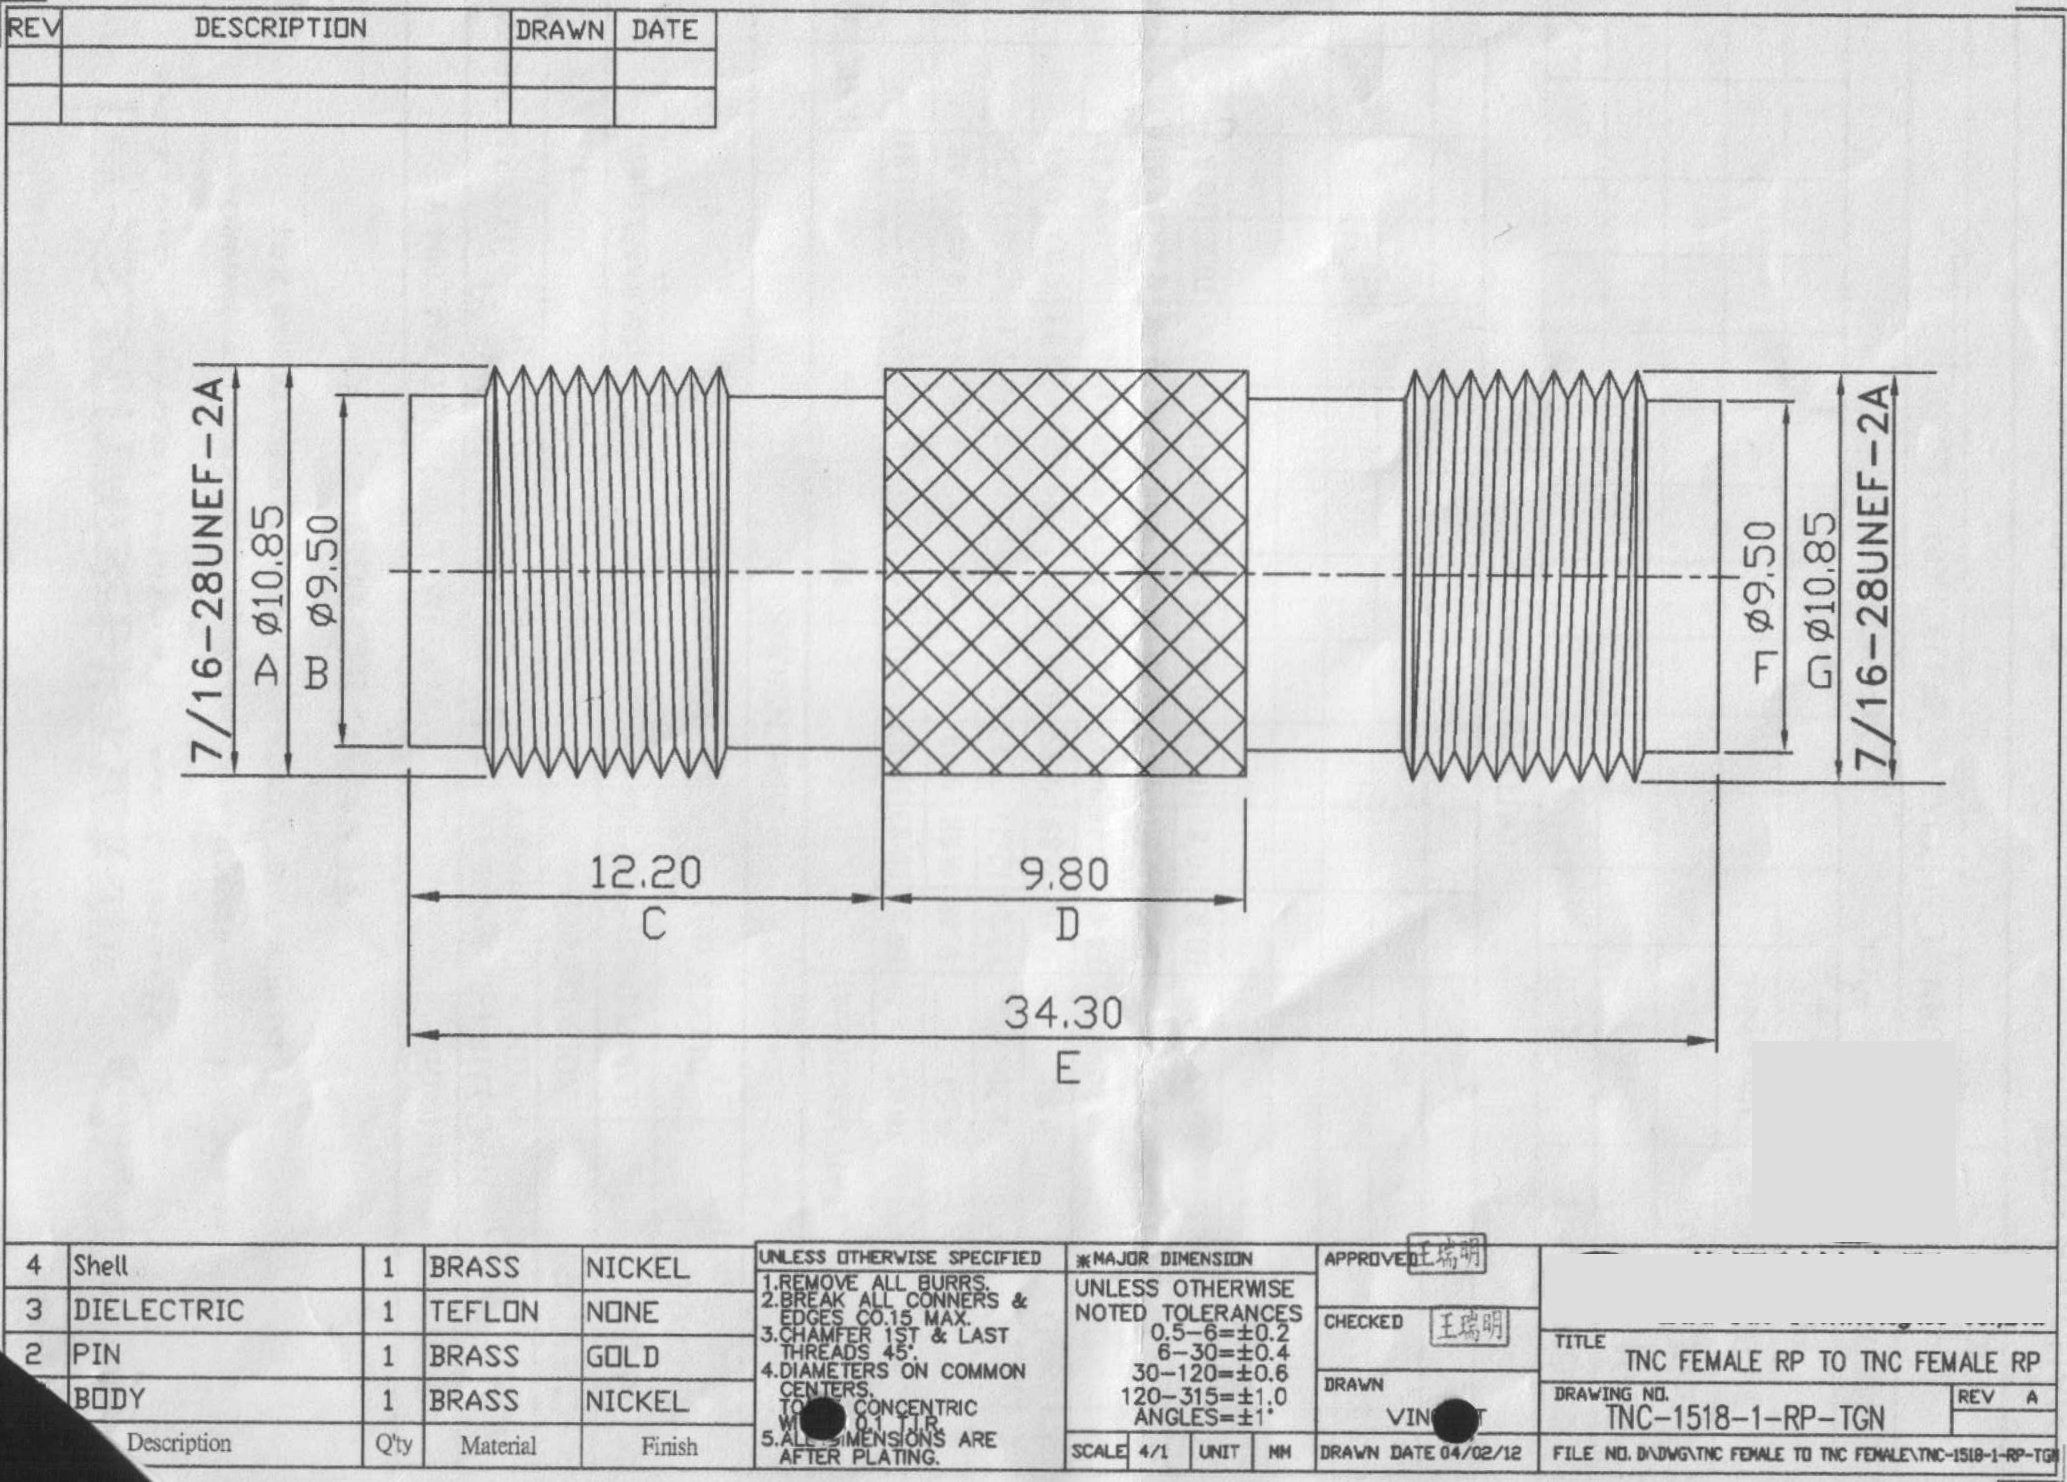 REV DESCRIPTION DRAWN DATE
7/16-28UNEF-2A
A ø10.85
B ø9.50
F ø9.50
G ø10.85
7/16-28UNEF-2A
12.20
C
9.80
D
34.30
E
4 Shell 1 BRASS NICKEL
3 DIELECTRIC 1 TEFLON NONE
2 PIN 1 BRASS GOLD
BODY 1 BRASS NICKEL
Description Q'ty Material Finish
UNLESS OTHERWISE SPECIFIED
1.REMOVE ALL BURRS.
2.BREAK ALL CONNERS &
EDGES CO.15 MAX.
3.CHAMFER 1ST & LAST
THREADS 45°.
4.DIAMETERS ON COMMON
CENTERS.
CONCENTRIC
0.1 T.I.R.
5.ALL DIMENSIONS ARE
AFTER PLATING.
*MAJOR DIMENSION
UNLESS OTHERWISE
NOTED TOLERANCES
0.5-6=±0.2
6-30=±0.4
30-120=±0.6
120-315=±1.0
ANGLES=±1°
SCALE 4/1 UNIT MM
APPROVED 王瑞明
CHECKED 王瑞明
DRAWN
DRAWN DATE 04/02/12
TITLE
TNC FEMALE RP TO TNC FEMALE RP
DRAWING NO.
TNC-1518-1-RP-TGN
REV A
FILE NO. D:\DWG\TNC FEMALE TO TNC FEMALE\TNC-1518-1-RP-TGN